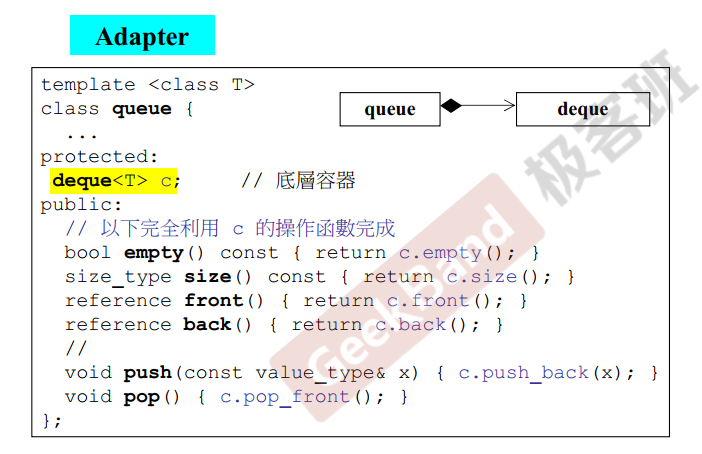 Adapter
template <class T>
class queue {
queue
deque
...
protected:
deque<T> c; // 底層容器
public:
// 以下完全利用 c 的操作函數完成
bool empty() const { return c.empty(); }
size_type size() const { return c.size(); }
reference front() { return c.front(); }
reference back() { return c.back(); }
//
void push(const value_type& x) { c.push_back(x); }
void pop() { c.pop_front(); }
};
GeekBand 极客班